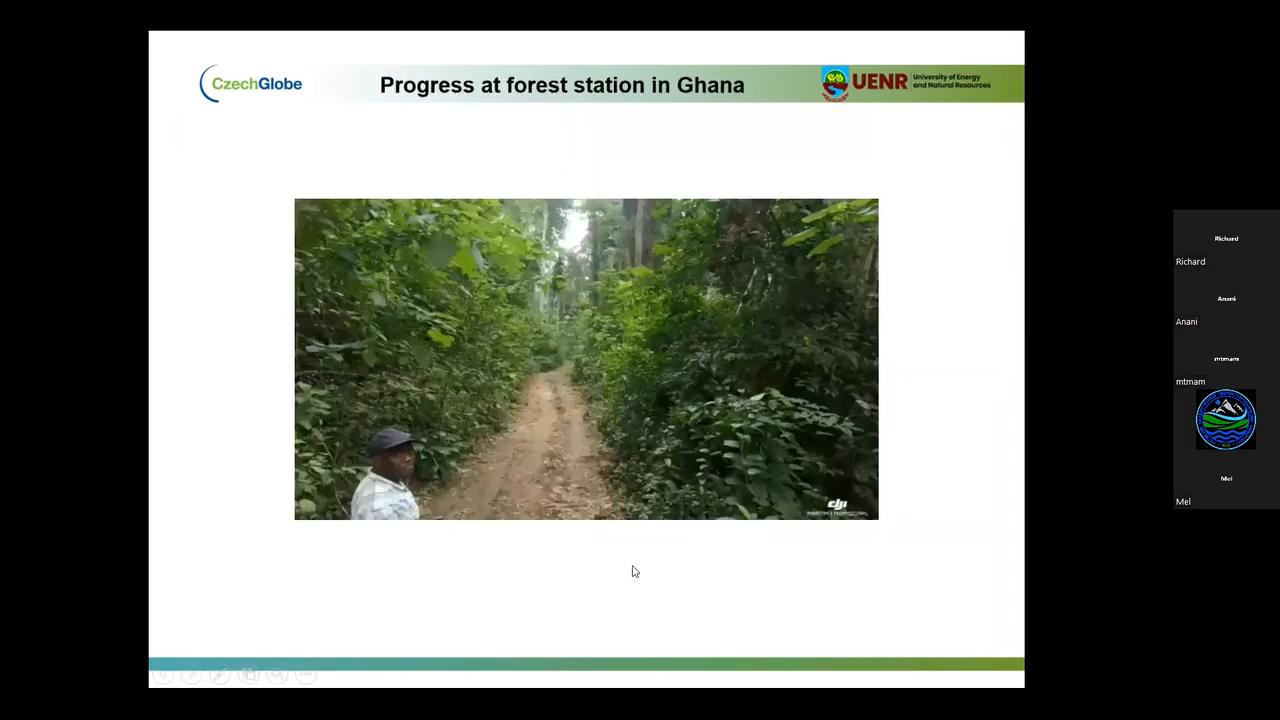 CzechGlobe
Progress at forest station in Ghana
UENR
University of Energy
and Natural Resources
dji
Richard
Richard
Anani
Anani
mtmam
mtmam
Mel
Mel